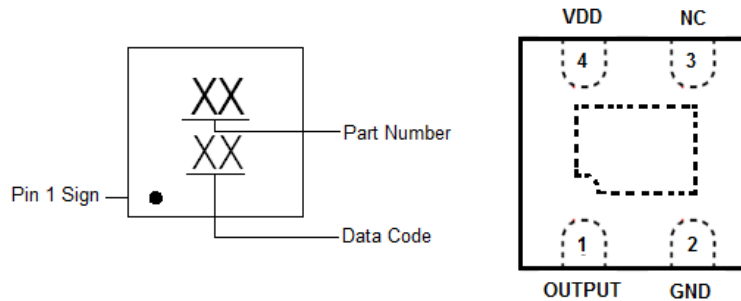 XX
XX
Part Number
Pin 1 Sign
Data Code
VDD NC
4 3
1 2
OUTPUT GND